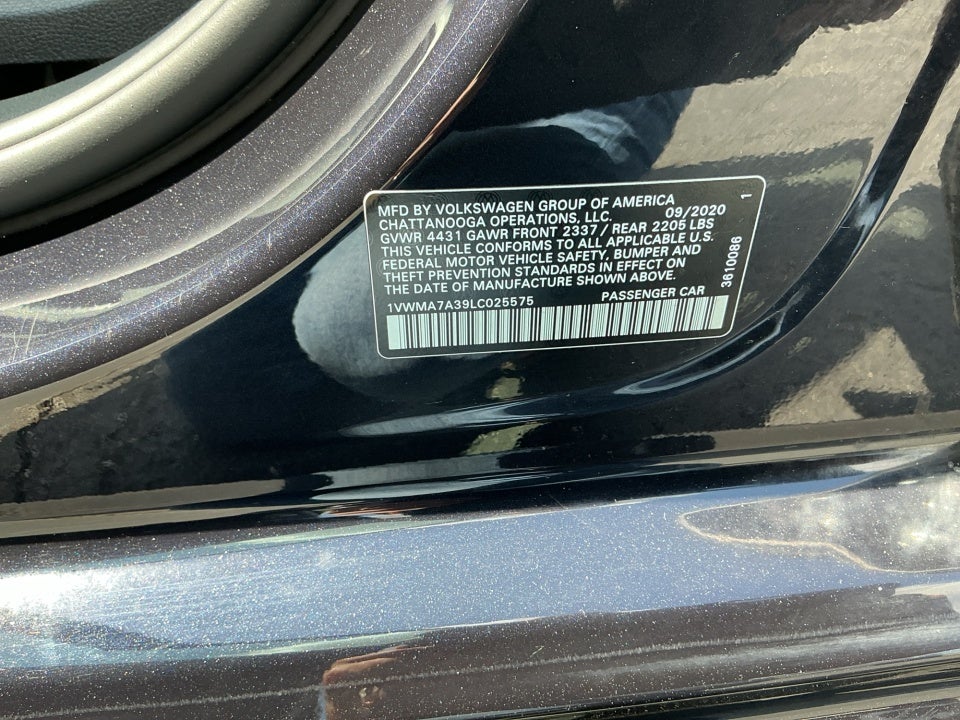 MFD BY VOLKSWAGEN GROUP OF AMERICA
CHATTANOOGA OPERATIONS, LLC. 09/2020
GVWR 4431 GAWR FRONT 2337 / REAR 2205 LBS
THIS VEHICLE CONFORMS TO ALL APPLICABLE U.S.
FEDERAL MOTOR VEHICLE SAFETY, BUMPER AND
THEFT PREVENTION STANDARDS IN EFFECT ON
THE DATE OF MANUFACTURE SHOWN ABOVE.
1VWMA7A39LC025575 PASSENGER CAR
3610086
1